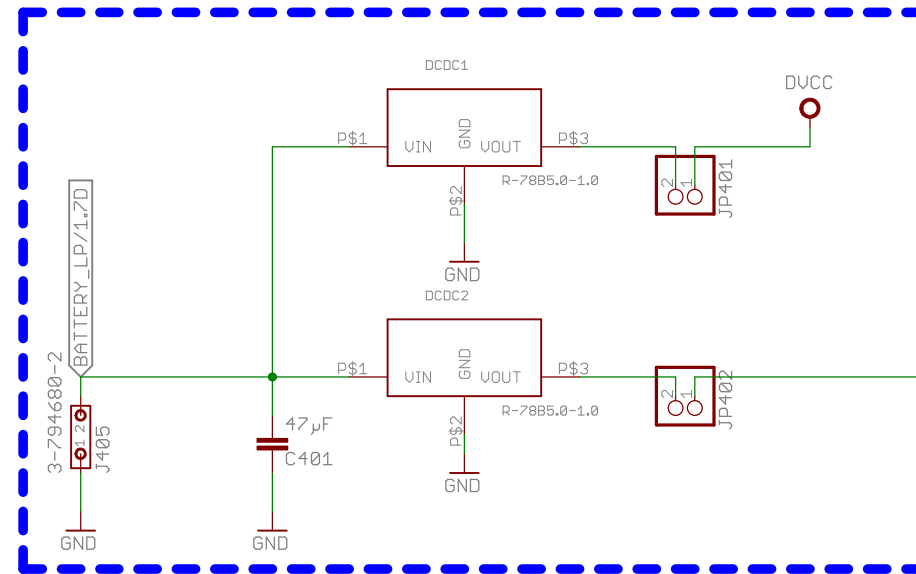 DCDC1
DVCC
P$1
VIN
GND
VOUT
P$3
P$2
R-78B5.0-1.0
2
1
JP401
GND
BATTERY_LP/1.7D
DCDC2
P$1
VIN
GND
VOUT
P$3
P$2
R-78B5.0-1.0
2
1
JP402
GND
3-794680-2
1 2
J405
GND
47µF
C401
GND